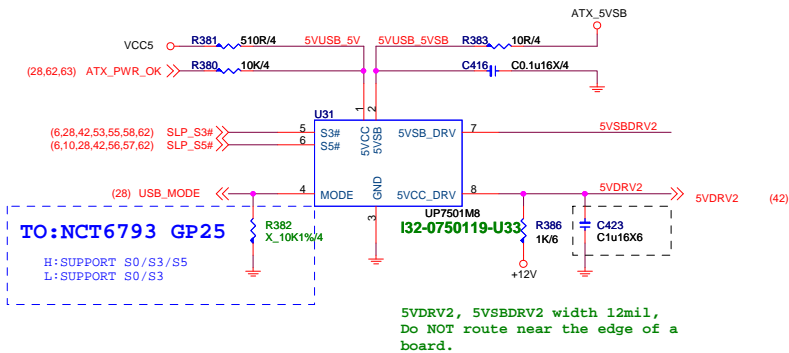 ATX_5VSB
VCC5 R381 510R/4 5VUSB_5V 5VUSB_5VSB R383 10R/4
(28,62,63) ATX_PWR_OK R380 10K/4 C416 C0.1u16X/4
U31
1 2
(6,28,42,53,55,58,62) SLP_S3# 5 S3# 5VCC 5VSB 5VSB_DRV 7 5VSBDRV2
(6,10,28,42,56,57,62) SLP_S5# 6 S5#
(28) USB_MODE 4 MODE GND 5VCC_DRV 8 5VDRV2 5VDRV2 (42)
3 UP7501M8
I32-0750119-U33
R382
X_10K1%/4
R386
1K/6
C423
C1u16X6
+12V
TO:NCT6793 GP25
H:SUPPORT S0/S3/S5
L:SUPPORT S0/S3
5VDRV2, 5VSBDRV2 width 12mil,
Do NOT route near the edge of a
board.